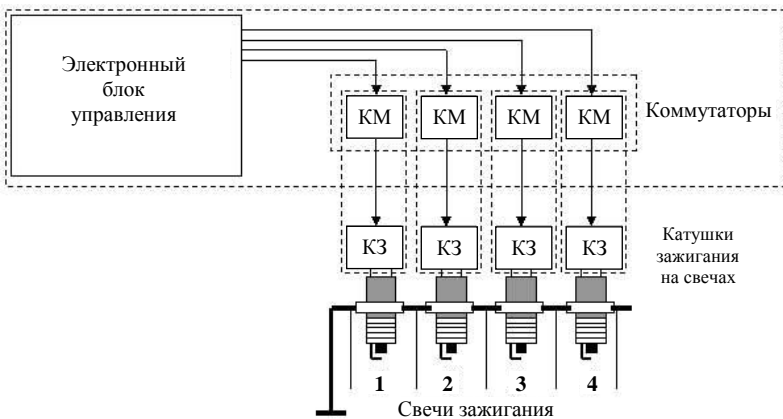 Электронный
блок
управления
КМ КМ КМ КМ
Коммутаторы
КЗ КЗ КЗ КЗ
Катушки
зажигания
на свечах
1 2 3 4
Свечи зажигания